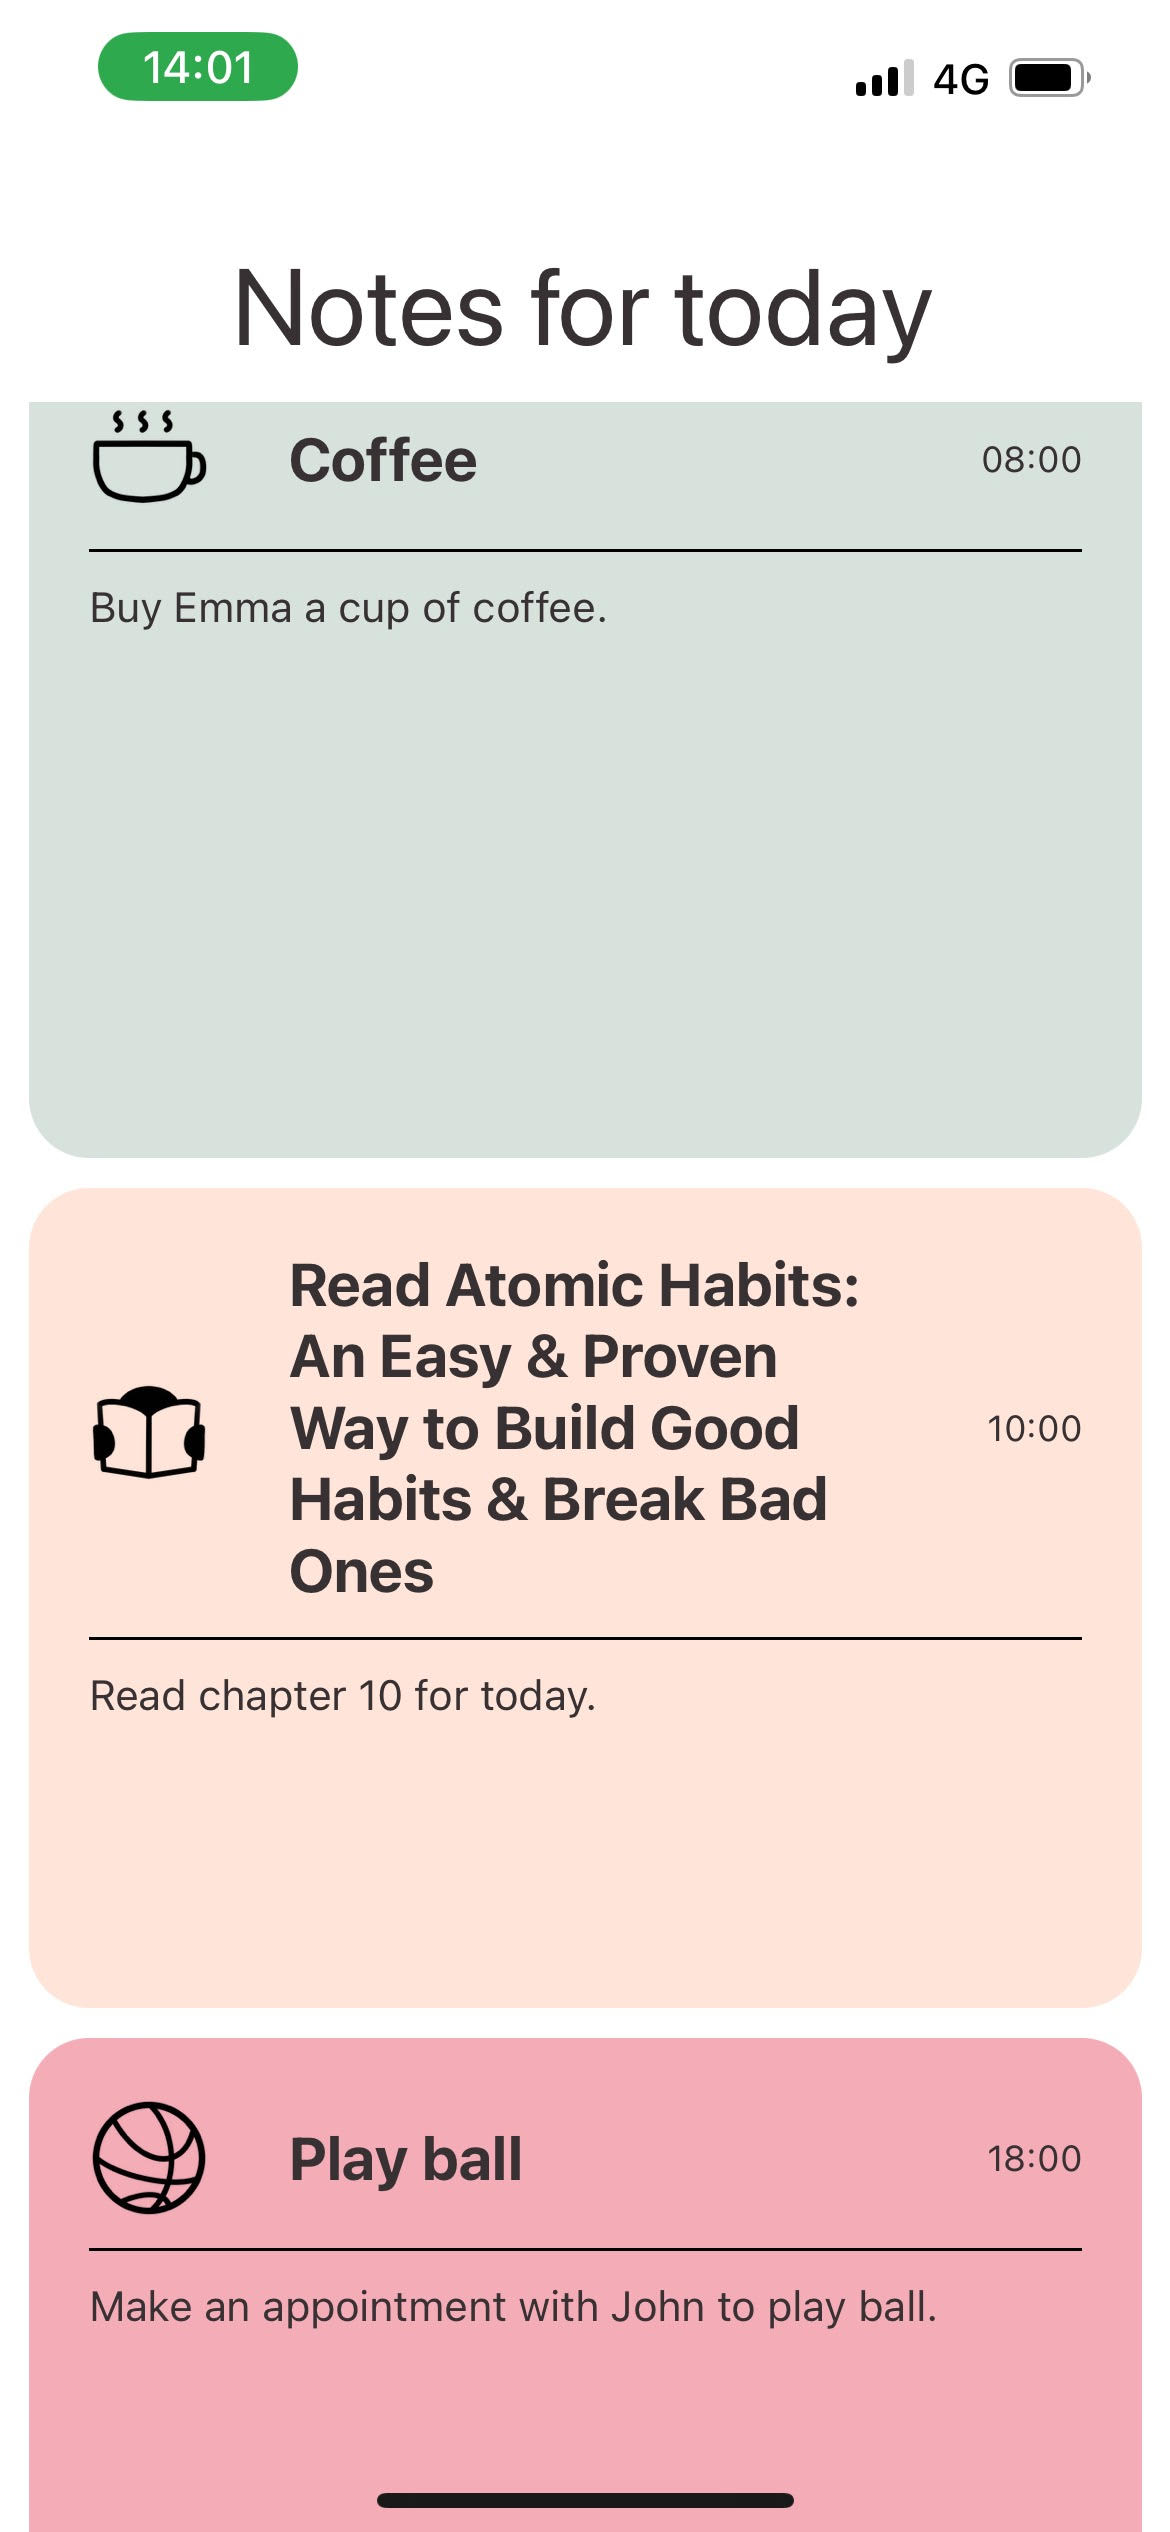 14:01
4G
Notes for today
Coffee
08:00
Buy Emma a cup of coffee.
Read Atomic Habits:
An Easy & Proven
Way to Build Good
Habits & Break Bad
Ones
10:00
Read chapter 10 for today.
Play ball
18:00
Make an appointment with John to play ball.